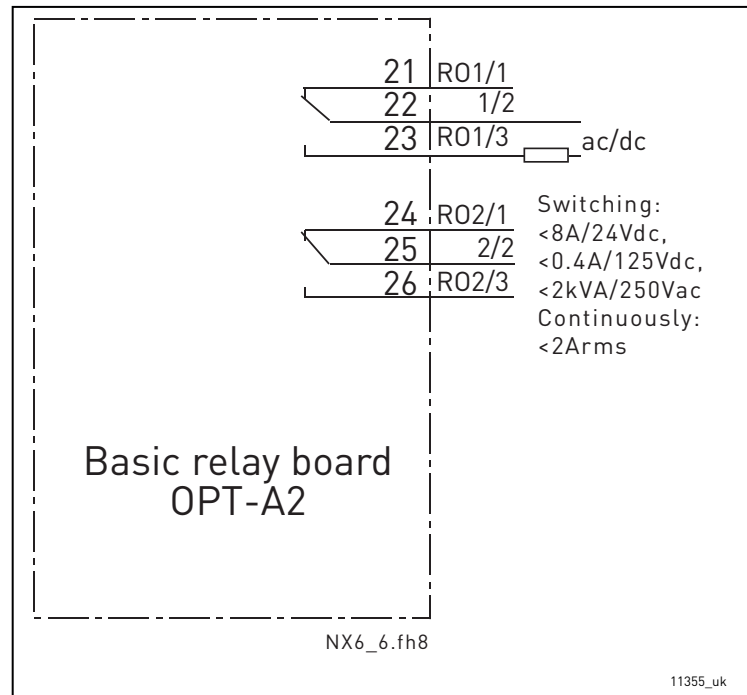 21 RO1/1
22 1/2
23 RO1/3 ac/dc
24 RO2/1
25 2/2
26 RO2/3
Switching:
<8A/24Vdc,
<0.4A/125Vdc,
<2kVA/250Vac
Continuously:
<2Arms
Basic relay board
OPT-A2
NX6_6.fh8
11355_uk